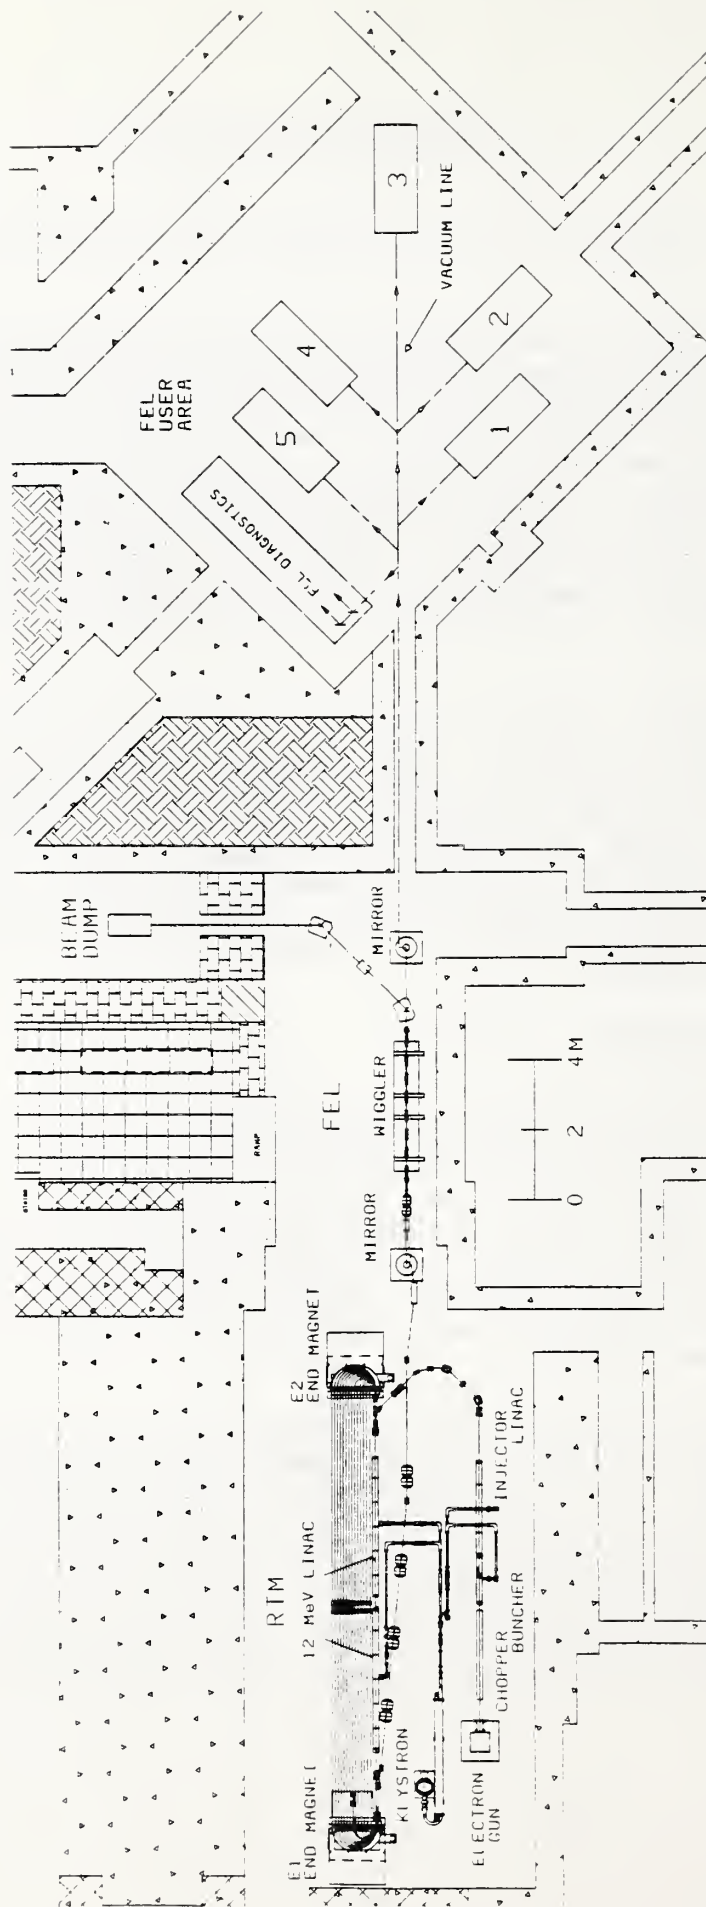 E1
END MAGNET
RTM
12 MeV LINAC
E2
END MAGNET
KLYSTRON
ELECTRON
GUN
CHOPPER
BUNCHER
INJECTOR
LINAC
FEL
MIRROR
WIGGLER
MIRROR
RAMP
0
2
4M
BEAM
DUMP
FEL DIAGNOSTICS
FEL
USER
AREA
5
4
1
2
3
VACUUM LINE